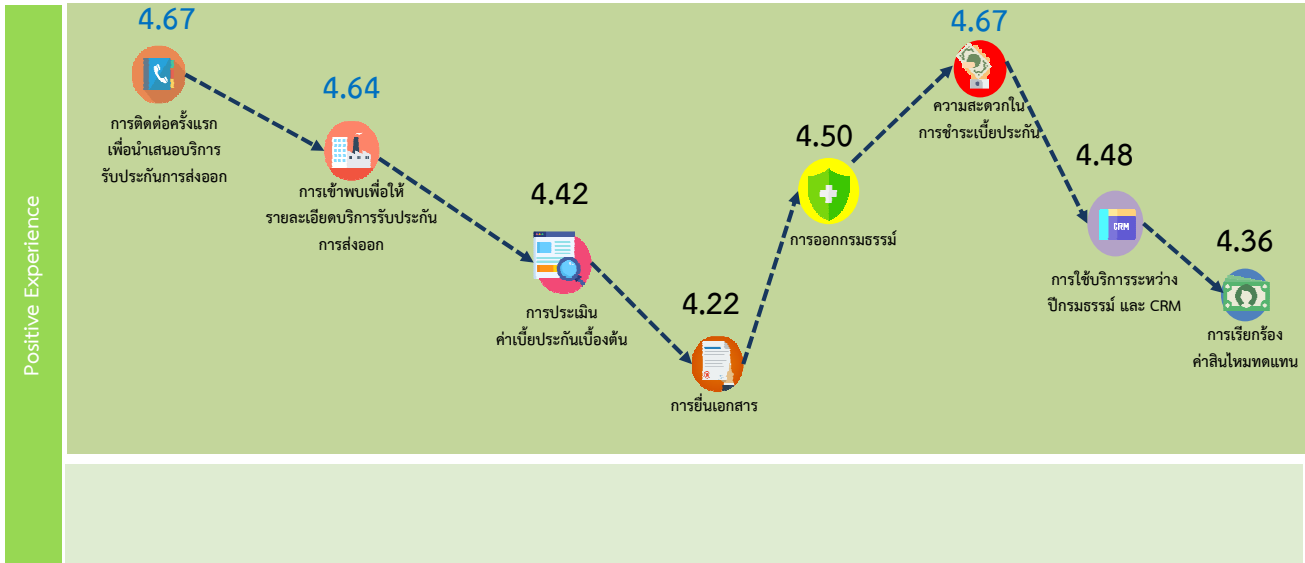 Positive Experience
4.67
การติดต่อครั้งแรก
เพื่อนำเสนอบริการ
รับประกันการส่งออก
4.64
การเข้าพบเพื่อให้
รายละเอียดบริการรับประกัน
การส่งออก
4.42
การประเมิน
ค่าเบี้ยประกันเบื้องต้น
4.22
การยื่นเอกสาร
4.50
การออกกรมธรรม์
4.67
ความสะดวกใน
การชำระเบี้ยประกัน
4.48
CRM
การใช้บริการระหว่าง
ปีกรมธรรม์ และ CRM
4.36
การเรียกร้อง
ค่าสินไหมทดแทน